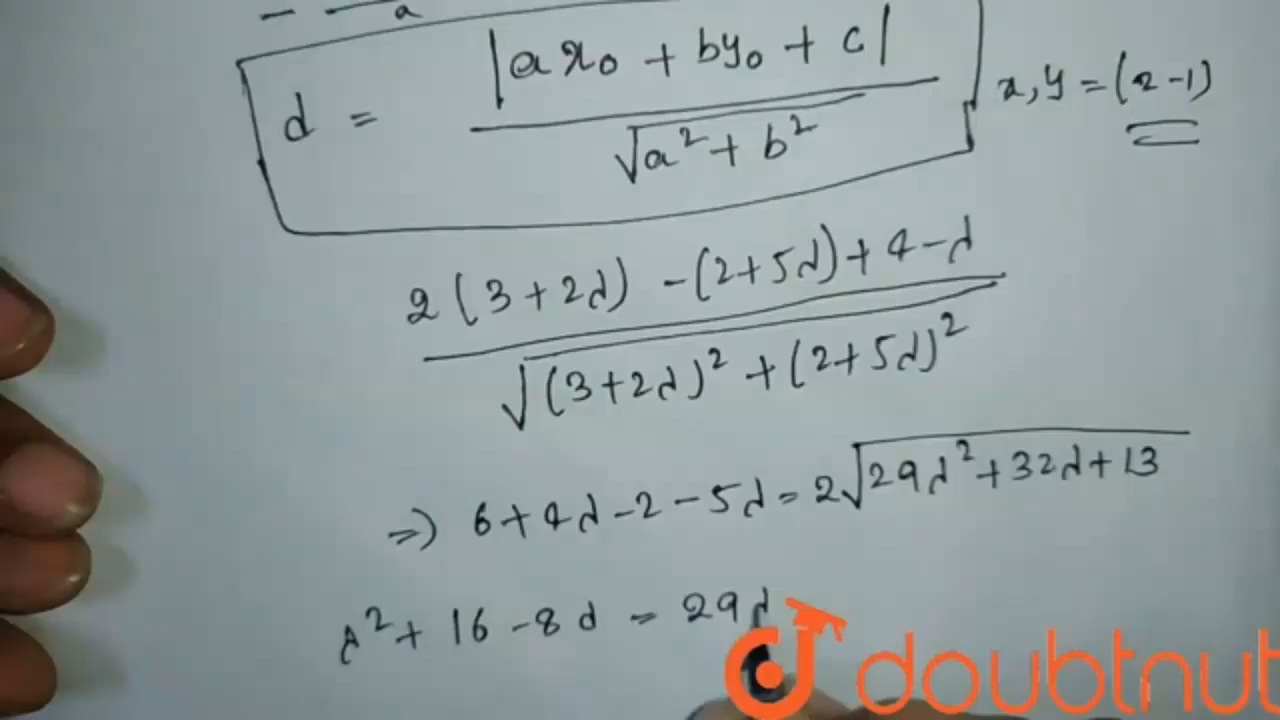 a
d = |ax₀ + by₀ + c| / √a² + b²
x, y = (2 -1)
2(3 + 2λ) - (2 + 5λ) + 4 - λ / √(3 + 2λ)² + (2 + 5λ)²
=) 6 + 4λ - 2 - 5λ = 2√29λ² + 32λ + 13
λ² + 16 - 8λ = 29λ
doubtnut